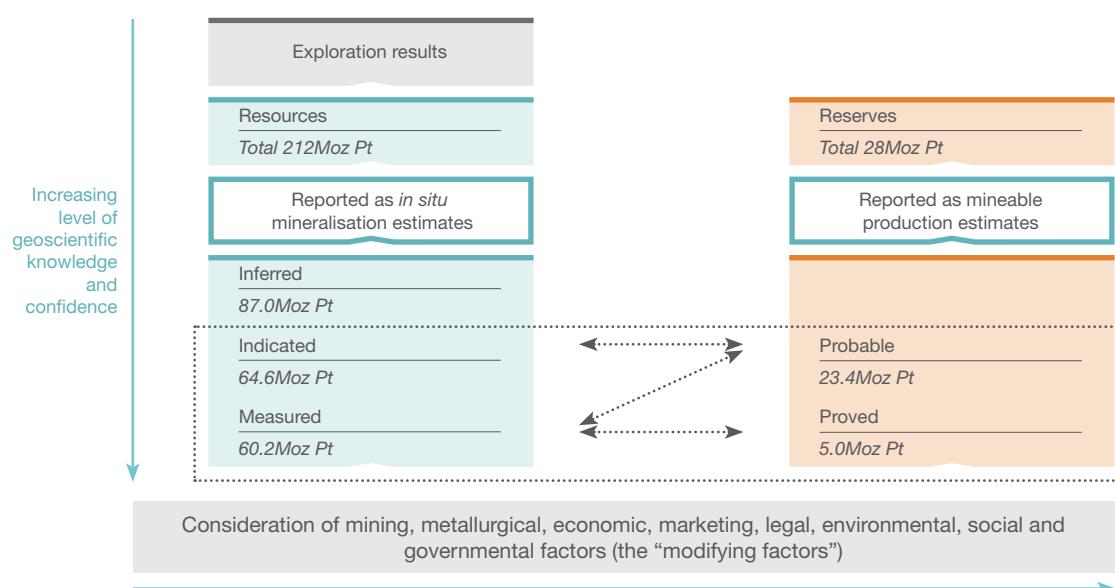 Exploration results
Resources
Total 212Moz Pt
Reserves
Total 28Moz Pt
Increasing
level of
geoscientific
knowledge
and
confidence
Reported as in situ
mineralisation estimates
Reported as mineable
production estimates
Inferred
87.0Moz Pt
Indicated
64.6Moz Pt
Probable
23.4Moz Pt
Measured
60.2Moz Pt
Proved
5.0Moz Pt
Consideration of mining, metallurgical, economic, marketing, legal, environmental, social and
governmental factors (the “modifying factors”)